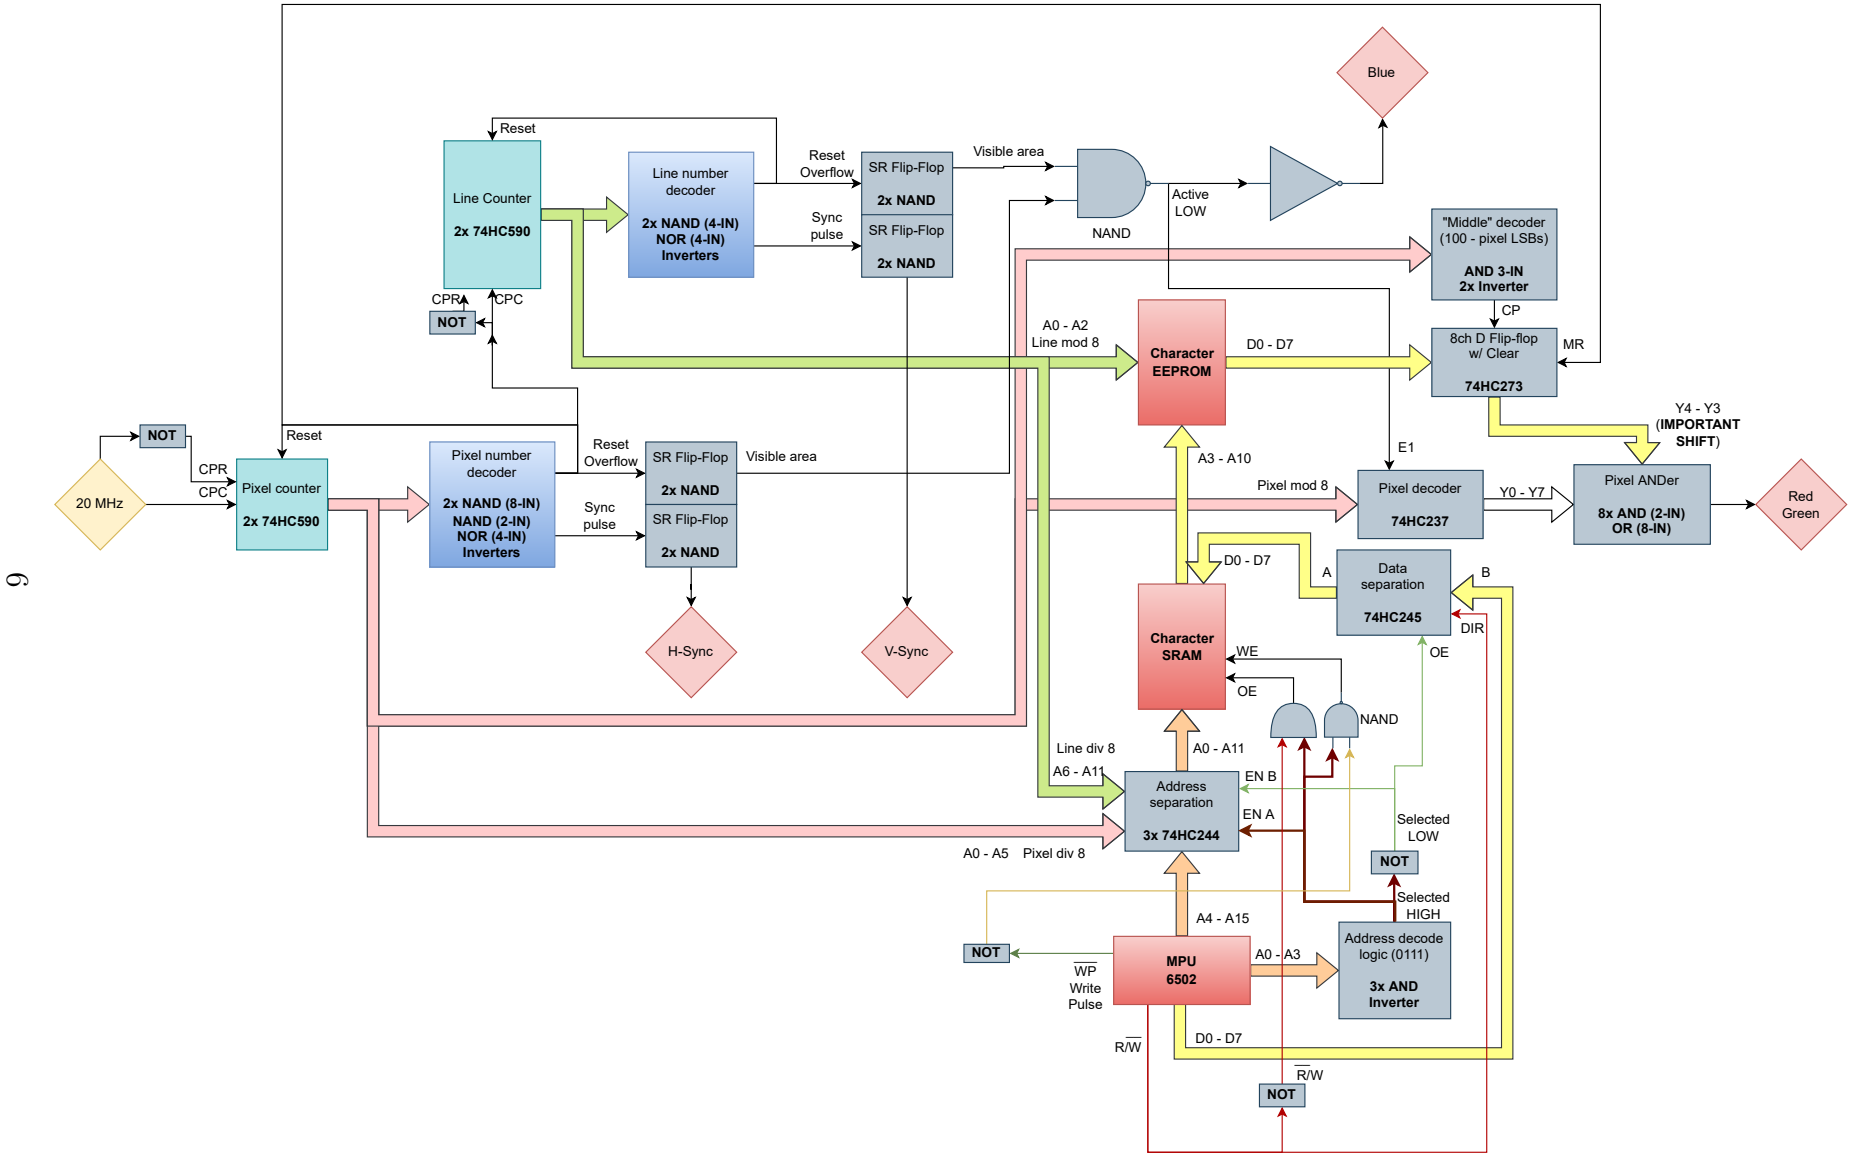 Blue
Reset
Line Counter
2x 74HC590
Line number
decoder
2x NAND (4-IN)
NOR (4-IN)
Inverters
Reset
Overflow
Sync
pulse
SR Flip-Flop
2x NAND
SR Flip-Flop
2x NAND
Visible area
NAND
Active
LOW
"Middle" decoder
(100 - pixel LSBs)
AND 3-IN
2x Inverter
CP
CPR
CPC
NOT
A0 - A2
Line mod 8
Character
EEPROM
D0 - D7
8ch D Flip-flop
w/ Clear
74HC273
MR
Y4 - Y3
(IMPORTANT
SHIFT)
NOT
Reset
CPR
CPC
20 MHz
Pixel counter
2x 74HC590
Pixel number
decoder
2x NAND (8-IN)
NAND (2-IN)
NOR (4-IN)
Inverters
Reset
Overflow
Sync
pulse
SR Flip-Flop
2x NAND
SR Flip-Flop
2x NAND
Visible area
A3 - A10
E1
Pixel mod 8
Pixel decoder
74HC237
Y0 - Y7
Pixel ANDer
8x AND (2-IN)
OR (8-IN)
Red
Green
H-Sync
V-Sync
D0 - D7
A
Data
separation
74HC245
B
DIR
OE
Character
SRAM
WE
OE
NAND
A0 - A11
Line div 8
A6 - A11
Address
separation
3x 74HC244
EN B
EN A
A0 - A5
Pixel div 8
Selected
LOW
NOT
Selected
HIGH
A4 - A15
NOT
W̅P̅
Write
Pulse
MPU
6502
A0 - A3
Address decode
logic (0111)
3x AND
Inverter
D0 - D7
R/W̅
R̅/W
NOT
9